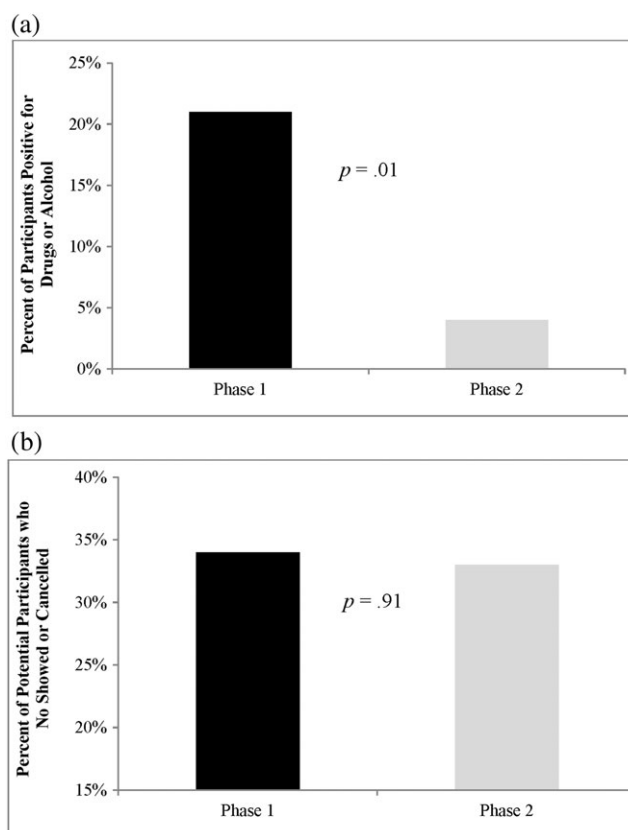 (a)
Percent of Participants Positive for
Drugs or Alcohol
25%
20%
15%
10%
5%
0%
p = .01
Phase 1
Phase 2
(b)
Percent of Potential Participants who
No Showed or Cancelled
40%
35%
30%
25%
20%
15%
p = .91
Phase 1
Phase 2